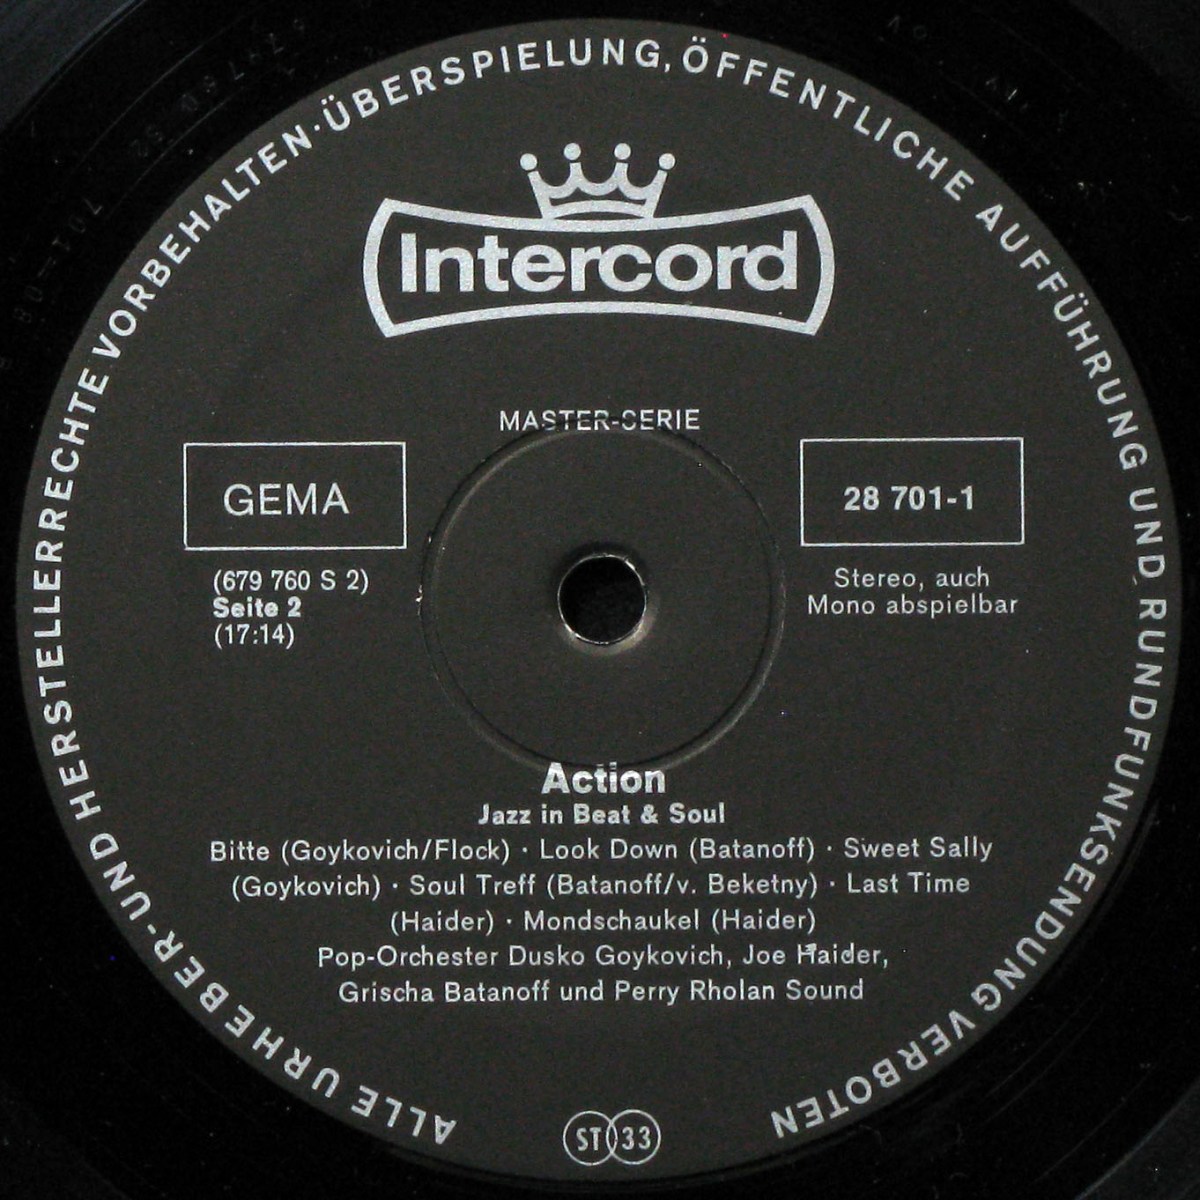 ALLE URHEBER- UND HERSTELLERRECHTE VORBEHALTEN · ÜBERSPIELUNG, ÖFFENTLICHE AUFFÜHRUNG UND RUNDFUNKSENDUNG VERBOTEN
Intercord
MASTER-SERIE
GEMA
28 701-1
(679 760 S 2)
Seite 2
(17:14)
Stereo, auch
Mono abspielbar
Action
Jazz in Beat & Soul
Bitte (Goykovich/Flock) · Look Down (Batanoff) · Sweet Sally
(Goykovich) · Soul Treff (Batanoff/v. Beketny) · Last Time
(Haider) · Mondschaukel (Haider)
Pop-Orchester Dusko Goykovich, Joe Haider,
Grischa Batanoff und Perry Rholan Sound
ST 33